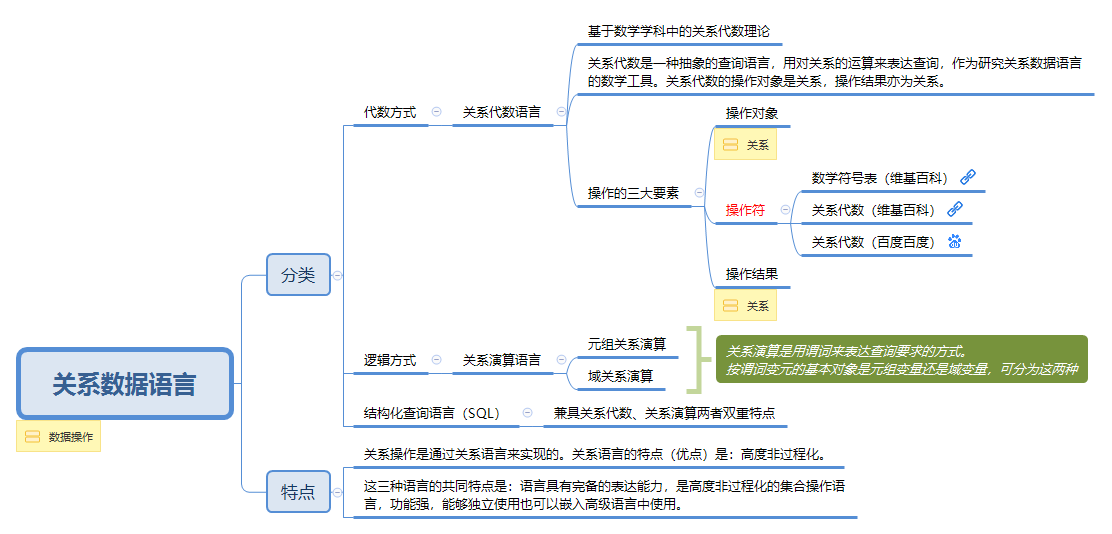 关系数据语言
数据操作
分类
代数方式
关系代数语言
基于数学学科中的关系代数理论
关系代数是一种抽象的查询语言，用对关系的运算来表达查询，作为研究关系数据语言
的数学工具。关系代数的操作对象是关系，操作结果亦为关系。
操作的三大要素
操作对象
关系
操作符
数学符号表（维基百科）
关系代数（维基百科）
关系代数（百度百度）
操作结果
关系
逻辑方式
关系演算语言
元组关系演算
域关系演算
关系演算是用谓词来表达查询要求的方式。
按谓词变元的基本对象是元组变量还是域变量，可分为这两种
结构化查询语言（SQL）
兼具关系代数、关系演算两者双重特点
特点
关系操作是通过关系语言来实现的。关系语言的特点（优点）是：高度非过程化。
这三种语言的共同特点是：语言具有完备的表达能力，是高度非过程化的集合操作语
言，功能强，能够独立使用也可以嵌入高级语言中使用。